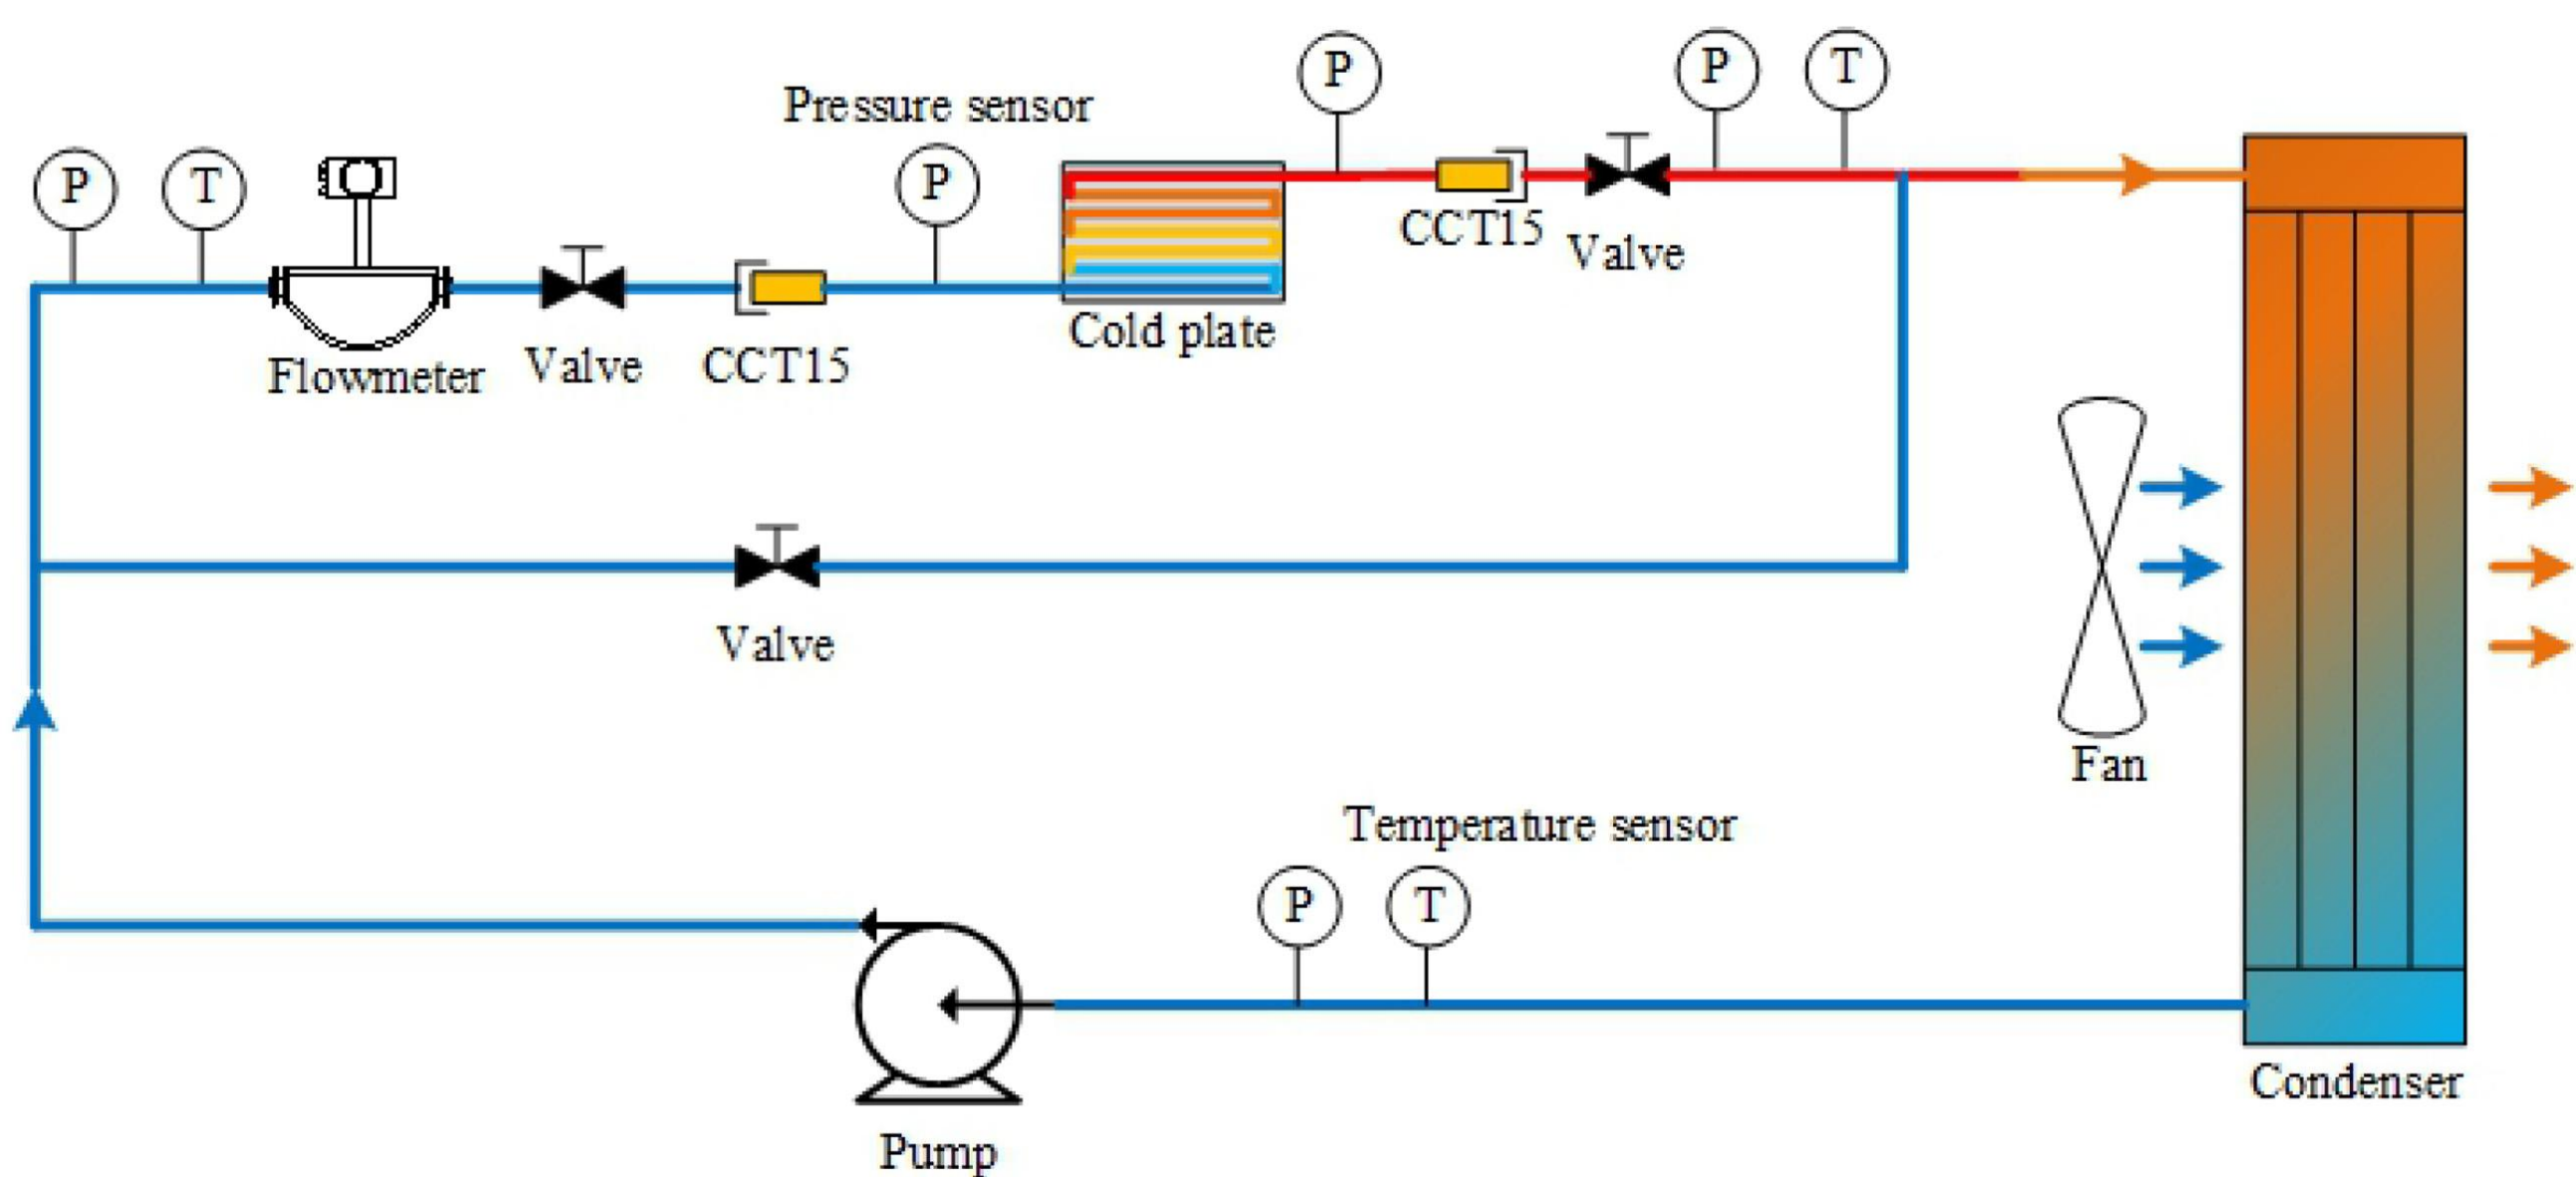 P
P
T
Pressure sensor
P
T
P
CCT15
Valve
Cold plate
Flowmeter
Valve
CCT15
Valve
Fan
Temperature sensor
P
T
Condenser
Pump